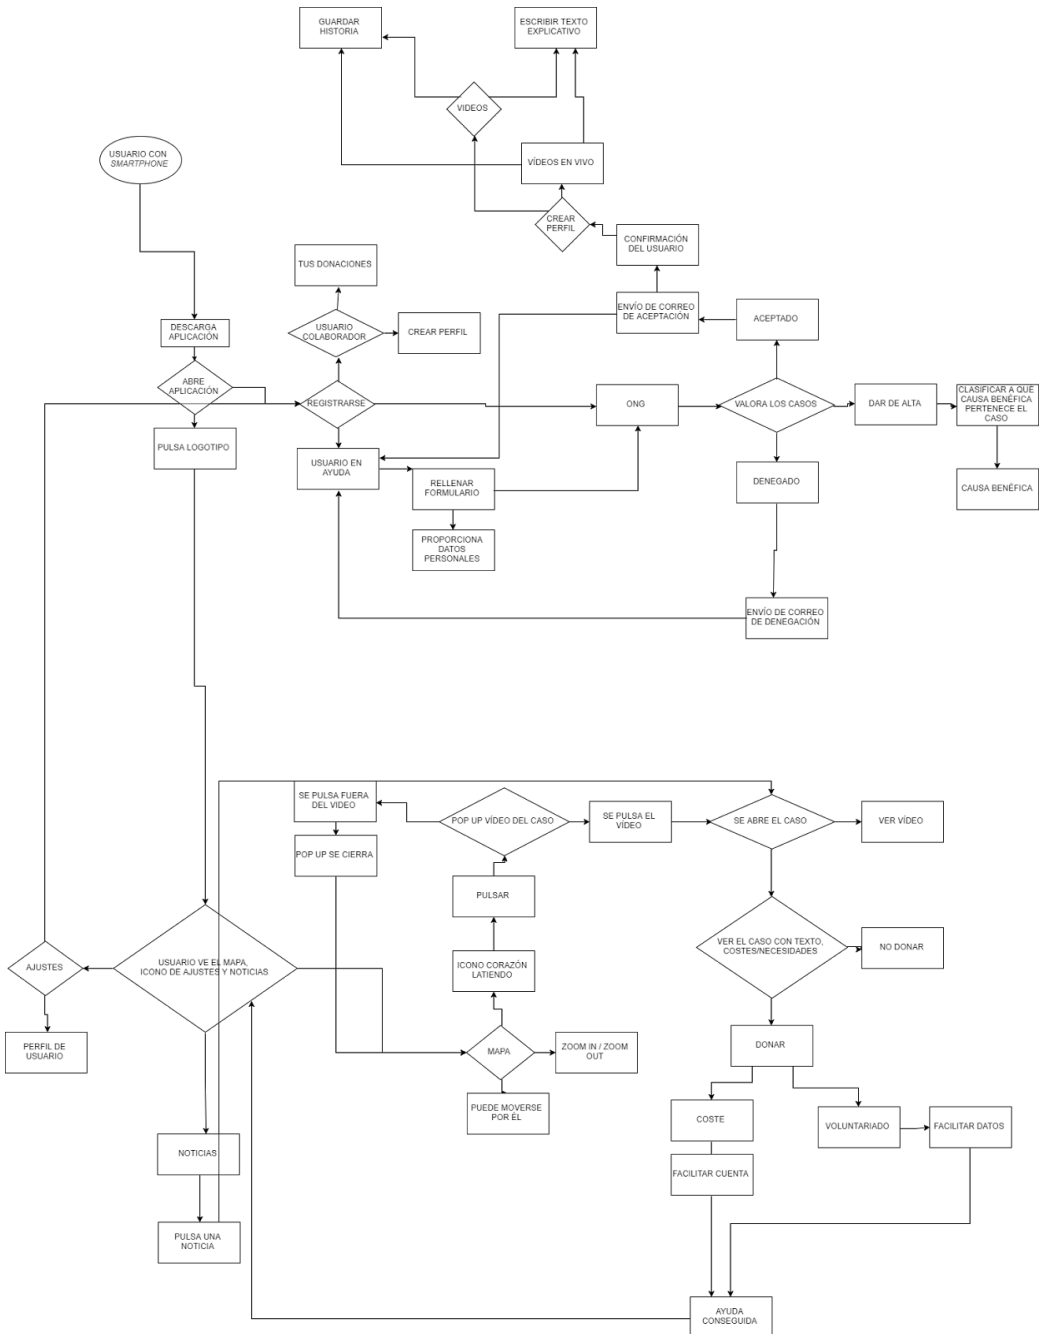 GUARDAR
HISTORIA
ESCRIBIR TEXTO
EXPLICATIVO
VIDEOS
USUARIO CON
SMARTPHONE
VÍDEOS EN VIVO
CREAR
PERFIL
CONFIRMACIÓN
DEL USUARIO
TUS DONACIONES
ENVÍO DE CORREO
DE ACEPTACIÓN
ACEPTADO
DESCARGA
APLICACIÓN
USUARIO
COLABORADOR
CREAR PERFIL
ABRE
APLICACIÓN
REGISTRARSE
ONG
VALORA LOS CASOS
DAR DE ALTA
CLASIFICAR A QUÉ
CAUSA BENÉFICA
PERTENECE EL
CASO
PULSA LOGOTIPO
USUARIO EN
AYUDA
RELLENAR
FORMULARIO
DENEGADO
CAUSA BENÉFICA
PROPORCIONA
DATOS
PERSONALES
ENVÍO DE CORREO
DE DENEGACIÓN
SE PULSA FUERA
DEL VIDEO
POP UP VÍDEO DEL CASO
SE PULSA EL
VÍDEO
SE ABRE EL CASO
VER VÍDEO
POP UP SE CIERRA
PULSAR
VER EL CASO CON TEXTO,
COSTES/NECESIDADES
NO DONAR
AJUSTES
USUARIO VE EL MAPA,
ICONO DE AJUSTES Y NOTICIAS
ICONO CORAZÓN
LATIENDO
PERFIL DE
USUARIO
MAPA
ZOOM IN / ZOOM
OUT
DONAR
PUEDE MOVERSE
POR ÉL
COSTE
VOLUNTARIADO
FACILITAR DATOS
NOTICIAS
FACILITAR CUENTA
PULSA UNA
NOTICIA
AYUDA
CONSEGUIDA